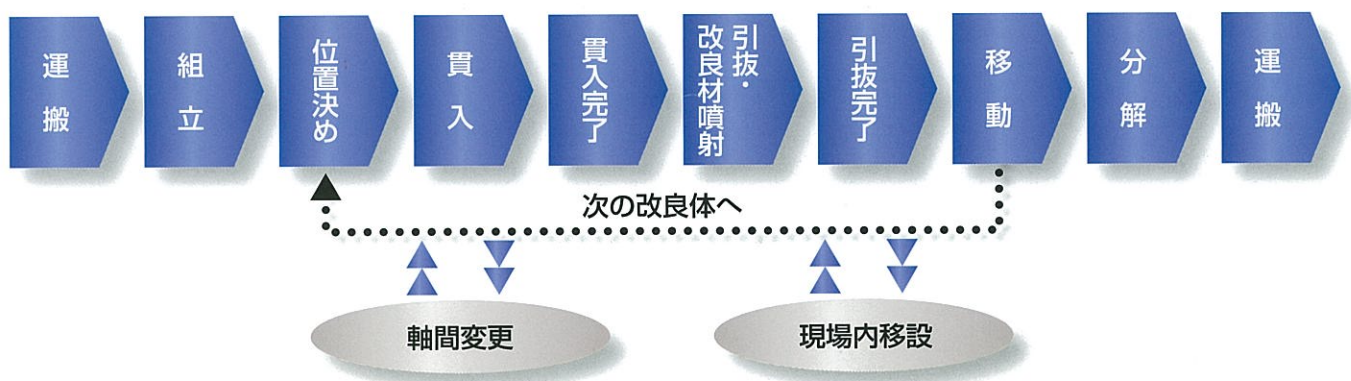 運搬
組立
位置決め
貫入
貫入完了
引抜・
改良材噴射
引抜完了
移動
分解
運搬
次の改良体へ
軸間変更
現場内移設